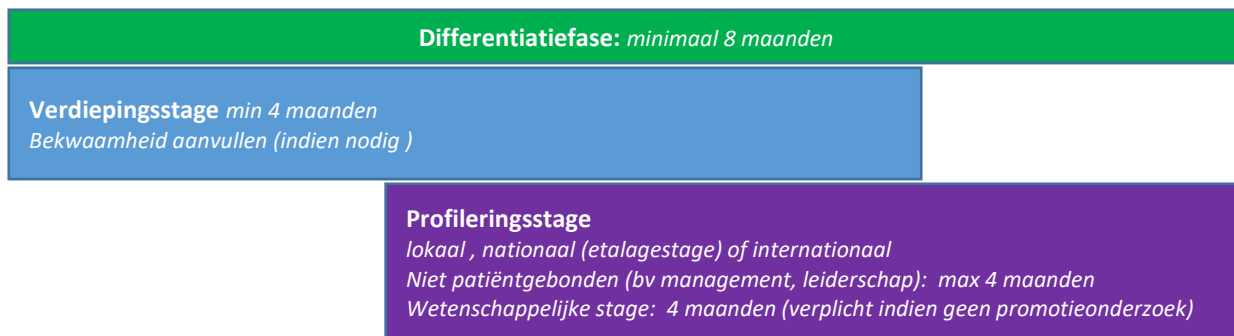 Differentiatiefase: minimaal 8 maanden
Verdiepingsstage min 4 maanden
Bekwaamheid aanvullen (indien nodig )
Profileringsstage
lokaal , nationaal (etalagestage) of internationaal
Niet patiëntgebonden (bv management, leiderschap):  max 4 maanden
Wetenschappelijke stage:  4 maanden (verplicht indien geen promotieonderzoek)